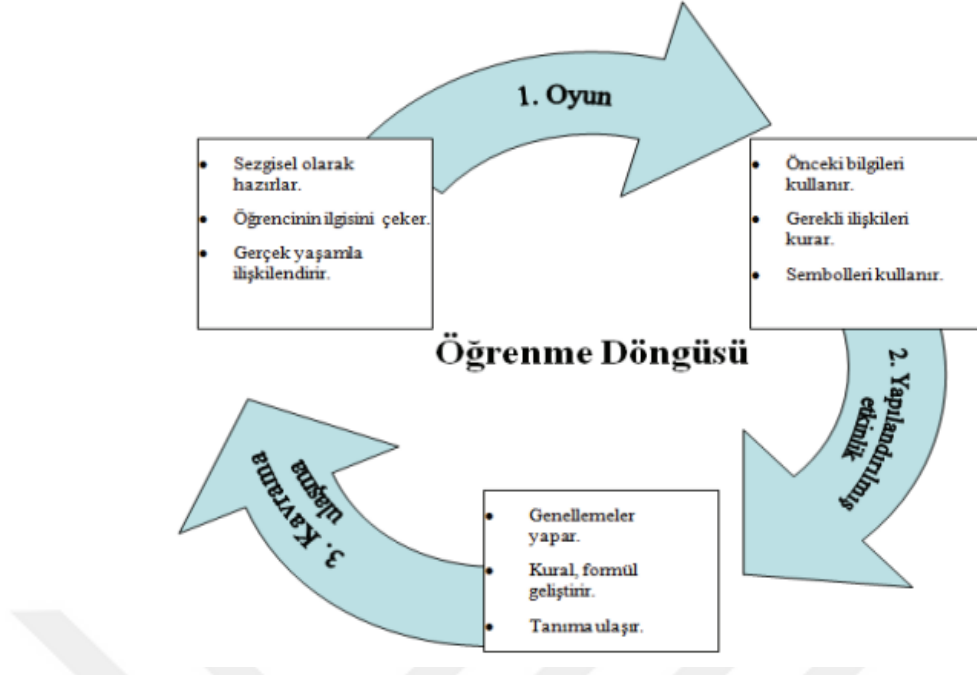 1. Oyun
• Sezgisel olarak
hazırlar.
• Öğrencinin ilgisini çeker.
• Gerçek yaşamla
ilişkilendirir.
• Önceki bilgileri
kullanır.
• Gerekli ilişkileri
kurar.
• Sembolleri kullanır.
Öğrenme Döngüsü
2. Yapılandırılmış
etkinlik
• Genellemeler
yapar.
• Kural, formül
geliştirir.
• Tanıma ulaşır.
3. Kavrama
ulaşma